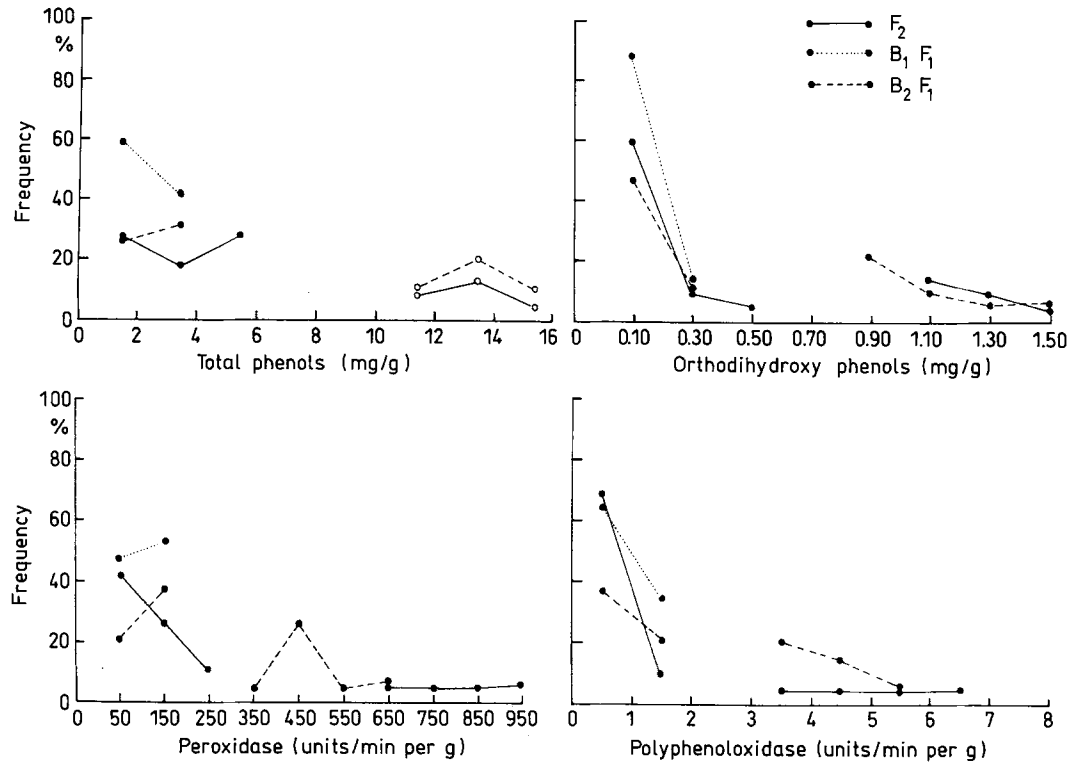 100
%
80
60
40
20
0
Frequency
0 2 4 6 8 10 12 14 16
Total phenols (mg/g)
F₂
B₁ F₁
B₂ F₁
0 0.10 0.30 0.50 0.70 0.90 1.10 1.30 1.50
Orthodihydroxy phenols (mg/g)
100
%
80
60
40
20
0
Frequency
50 150 250 350 450 550 650 750 850 950
Peroxidase (units/min per g)
0 1 2 4 5 6 7 8
Polyphenoloxidase (units/min per g)